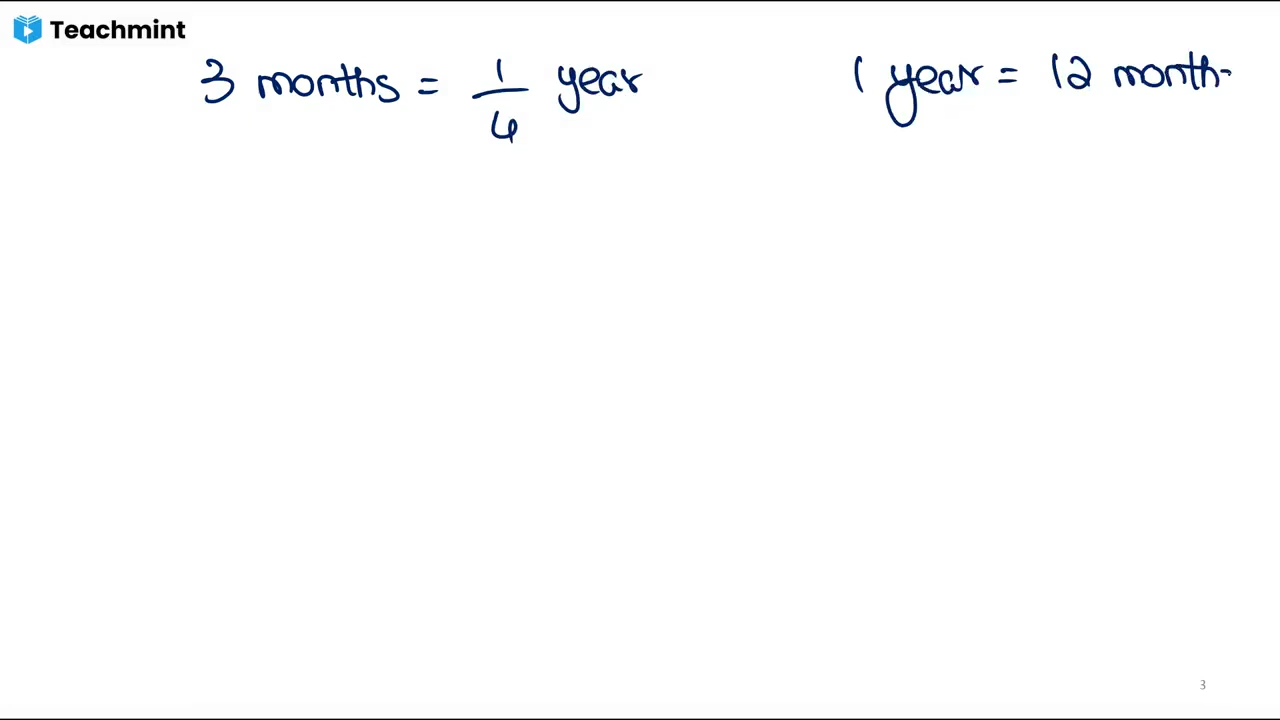 Teachmint
3 months = 1/4 year    1 year = 12 month
3